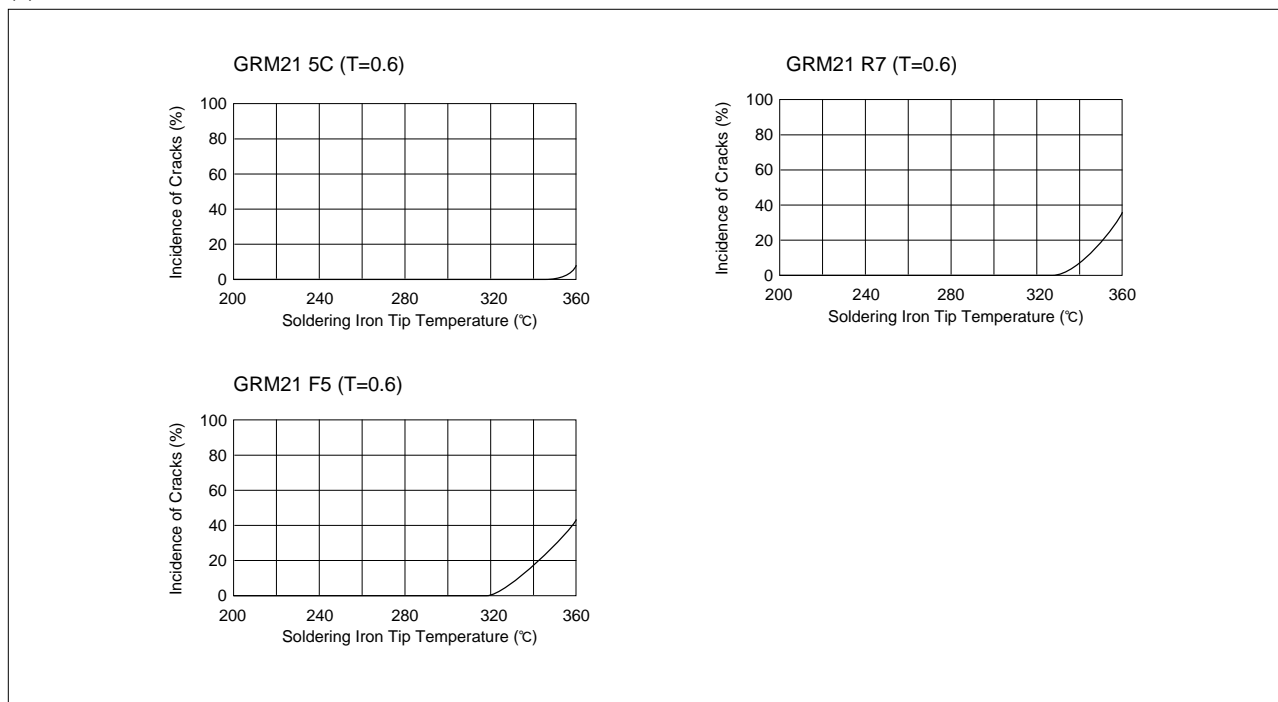 GRM21 5C (T=0.6)
Incidence of Cracks (%)
100
80
60
40
20
0
200 240 280 320 360
Soldering Iron Tip Temperature (℃)
GRM21 R7 (T=0.6)
Incidence of Cracks (%)
100
80
60
40
20
0
200 240 280 320 360
Soldering Iron Tip Temperature (℃)
GRM21 F5 (T=0.6)
Incidence of Cracks (%)
100
80
60
40
20
0
200 240 280 320 360
Soldering Iron Tip Temperature (℃)